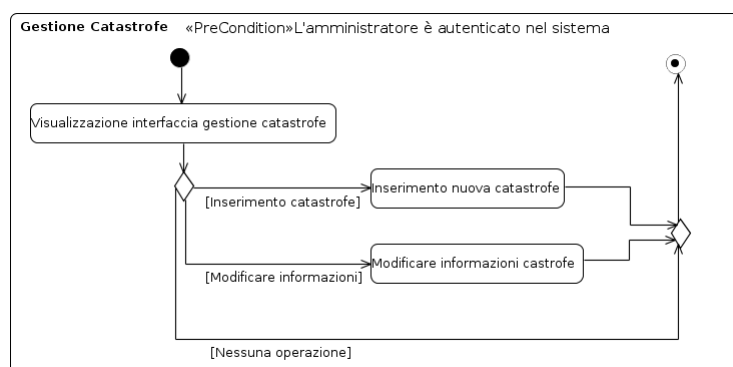 Gestione Catastrofe «PreCondition»L'amministratore è autenticato nel sistema
Visualizzazione interfaccia gestione catastrofe
Inserimento nuova catastrofe
[Inserimento catastrofe]
Modificare informazioni castrofe
[Modificare informazioni]
[Nessuna operazione]